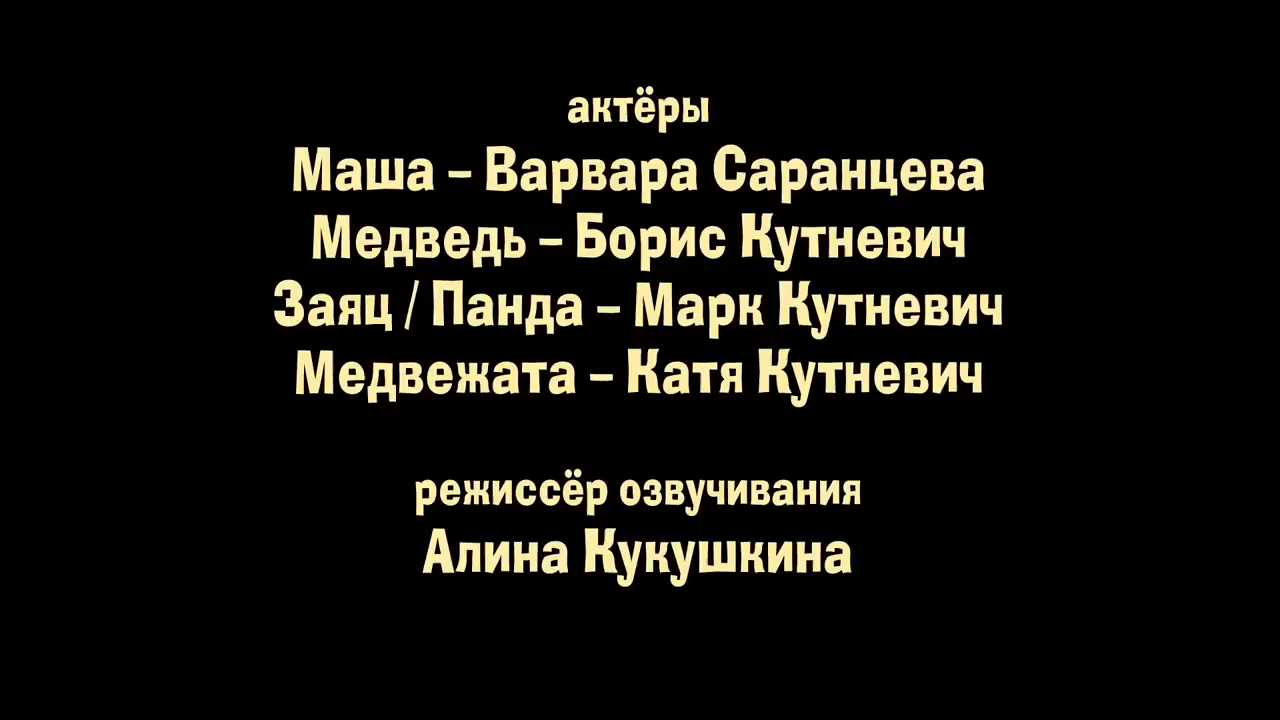 актёры
Маша – Варвара Саранцева
Медведь – Борис Кутневич
Заяц / Панда – Марк Кутневич
Медвежата – Катя Кутневич
режиссёр озвучивания
Алина Кукушкина